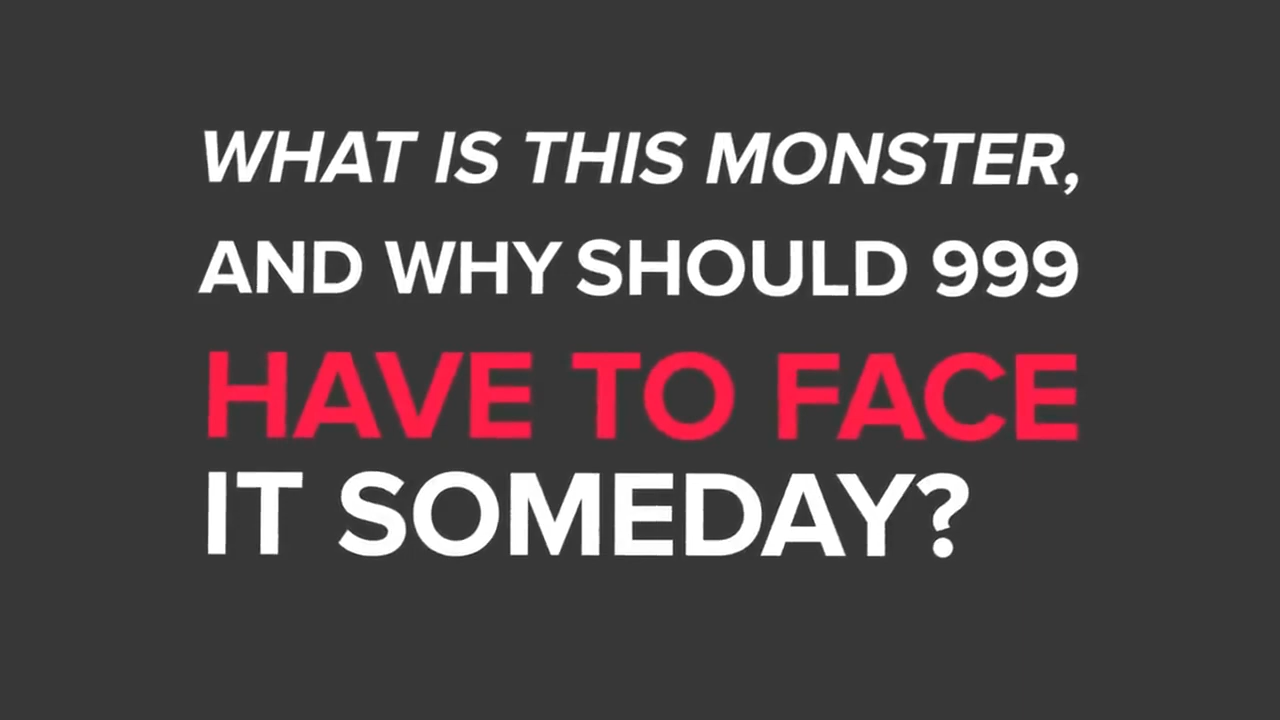 WHAT IS THIS MONSTER,
AND WHY SHOULD 999
HAVE TO FACE
IT SOMEDAY?